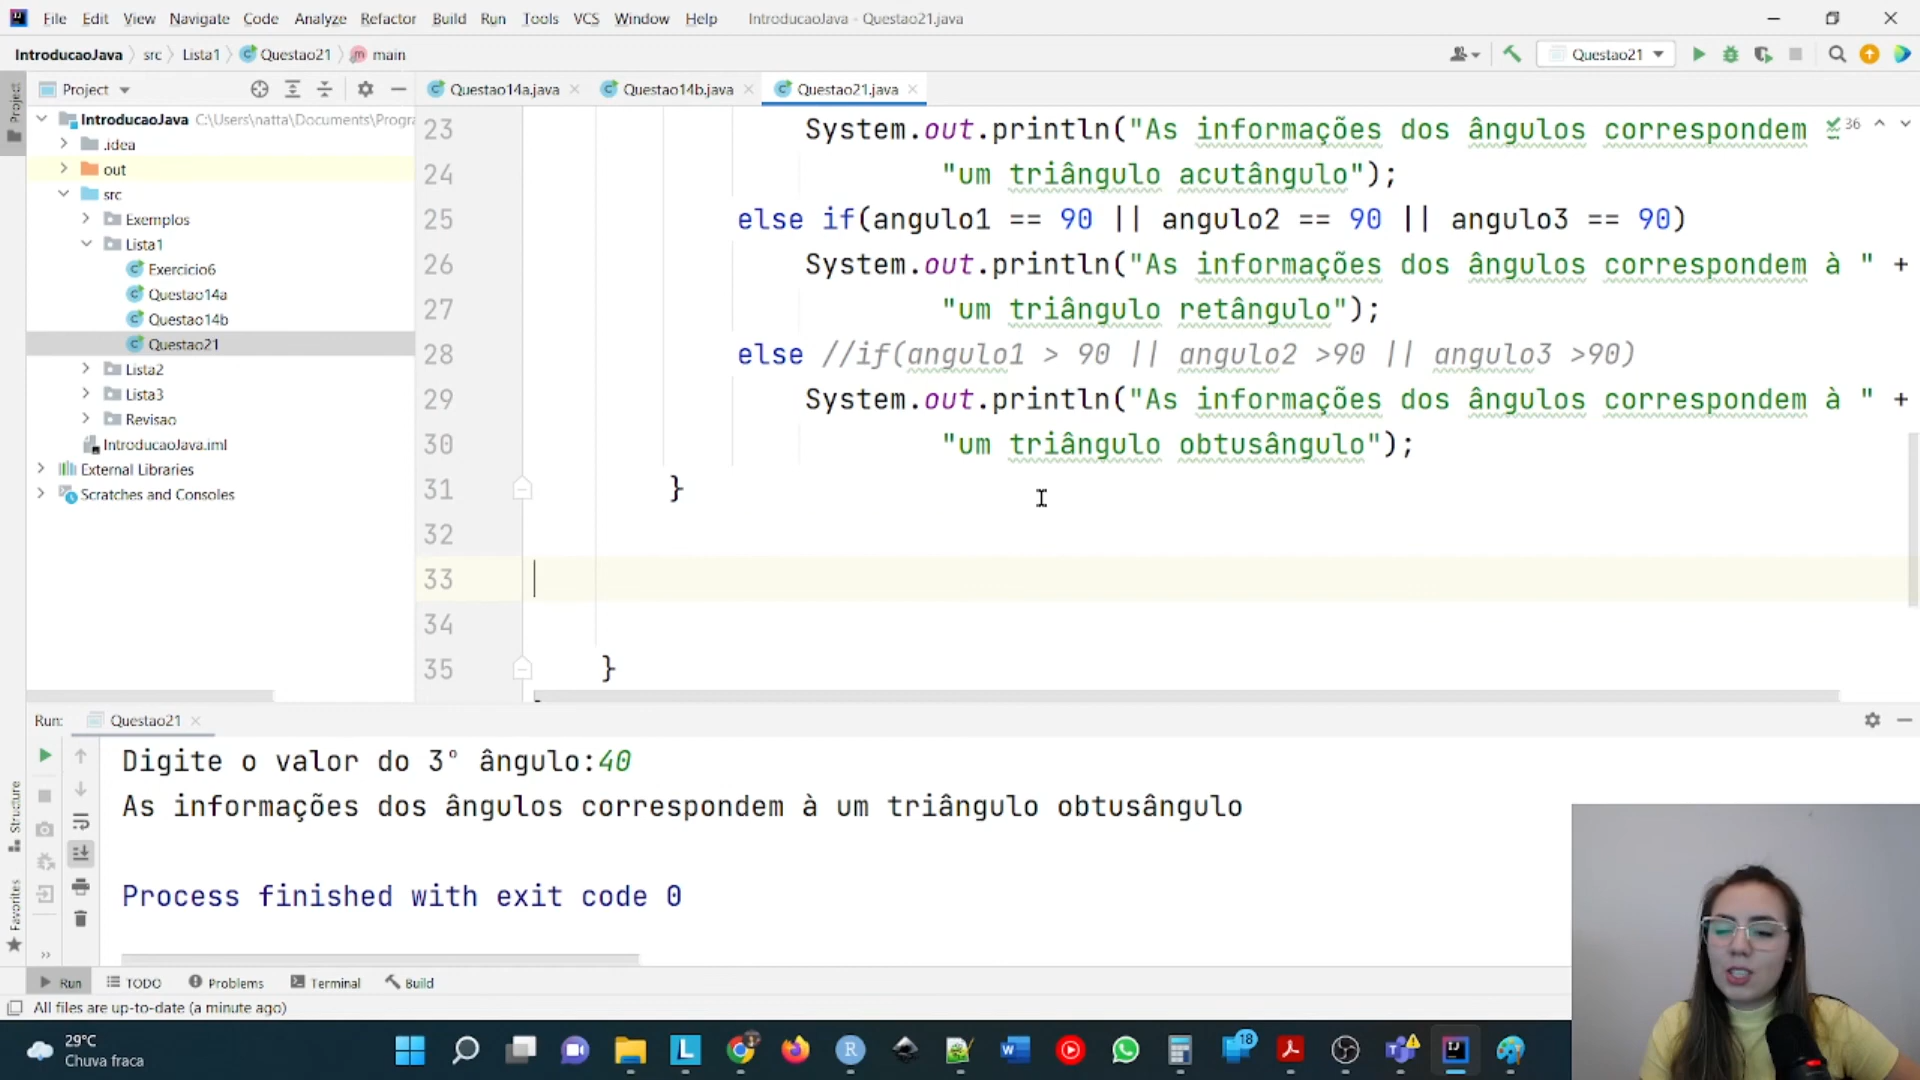 File Edit View Navigate Code Analyze Refactor Build Run Tools VCS Window Help IntroducaoJava - Questao21.java
IntroducaoJava src Lista1 Questao21 main Questao21
Project Questao14a.java Questao14b.java Questao21.java
Project
IntroducaoJava C:\Users\natta\Documents\Progra
.idea
out
src
Exemplos
Lista1
Exercicio6
Questao14a
Questao14b
Questao21
Lista2
Lista3
Revisao
IntroducaoJava.iml
External Libraries
Scratches and Consoles
23 System.out.println("As informações dos ângulos correspondem 36
24 "um triângulo acutângulo");
25 else if(angulo1 == 90 || angulo2 == 90 || angulo3 == 90)
26 System.out.println("As informações dos ângulos correspondem à " +
27 "um triângulo retângulo");
28 else //if(angulo1 > 90 || angulo2 >90 || angulo3 >90)
29 System.out.println("As informações dos ângulos correspondem à " +
30 "um triângulo obtusângulo");
31 }
32
33
34
35 }
Run: Questao21
Digite o valor do 3º ângulo:40
As informações dos ângulos correspondem à um triângulo obtusângulo
Process finished with exit code 0
Structure
Favorites
Run TODO Problems Terminal Build
All files are up-to-date (a minute ago)
29°C
Chuva fraca
18